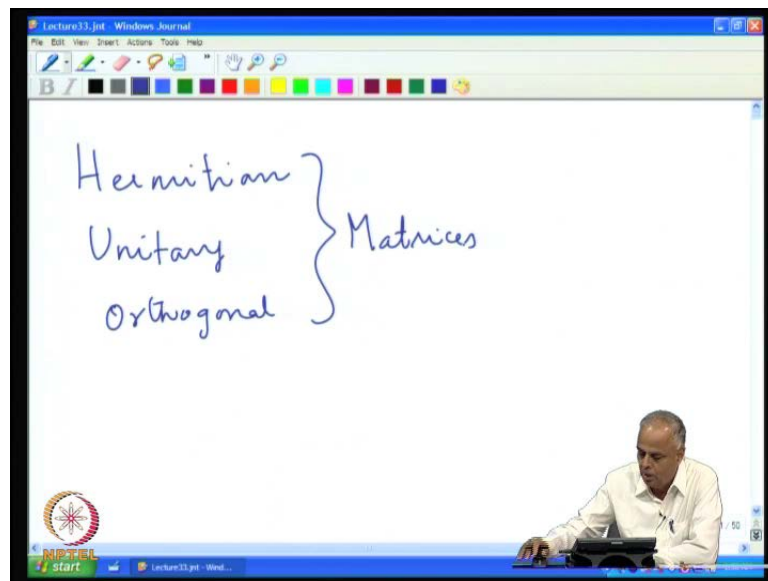 Lecture33.jnt - Windows Journal
File Edit View Insert Actions Tools Help
B I
Hermitian
Unitary
Orthogonal
Matrices
/ 50
NPTEL
start
Lecture33.jnt - Wind...